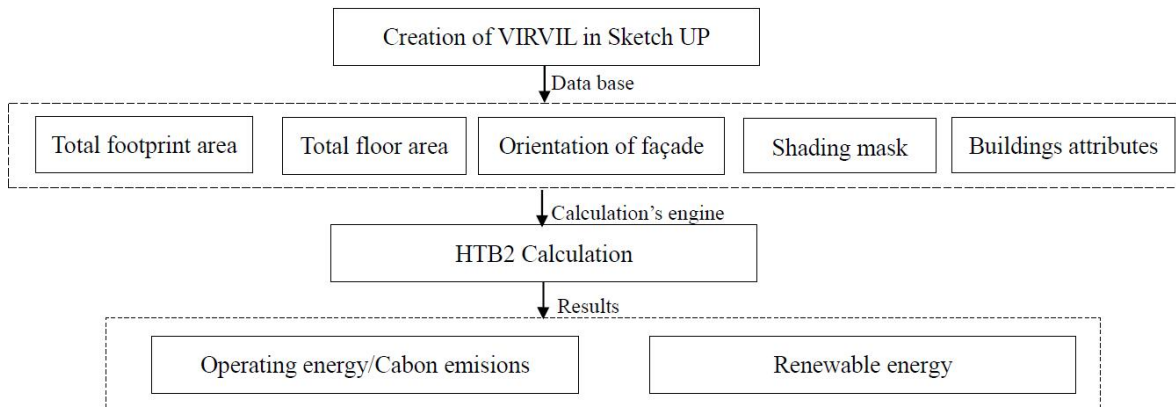 Creation of VIRVIL in Sketch UP
Data base
Total footprint area
Total floor area
Orientation of façade
Shading mask
Buildings attributes
Calculation's engine
HTB2 Calculation
Results
Operating energy/Cabon emisions
Renewable energy